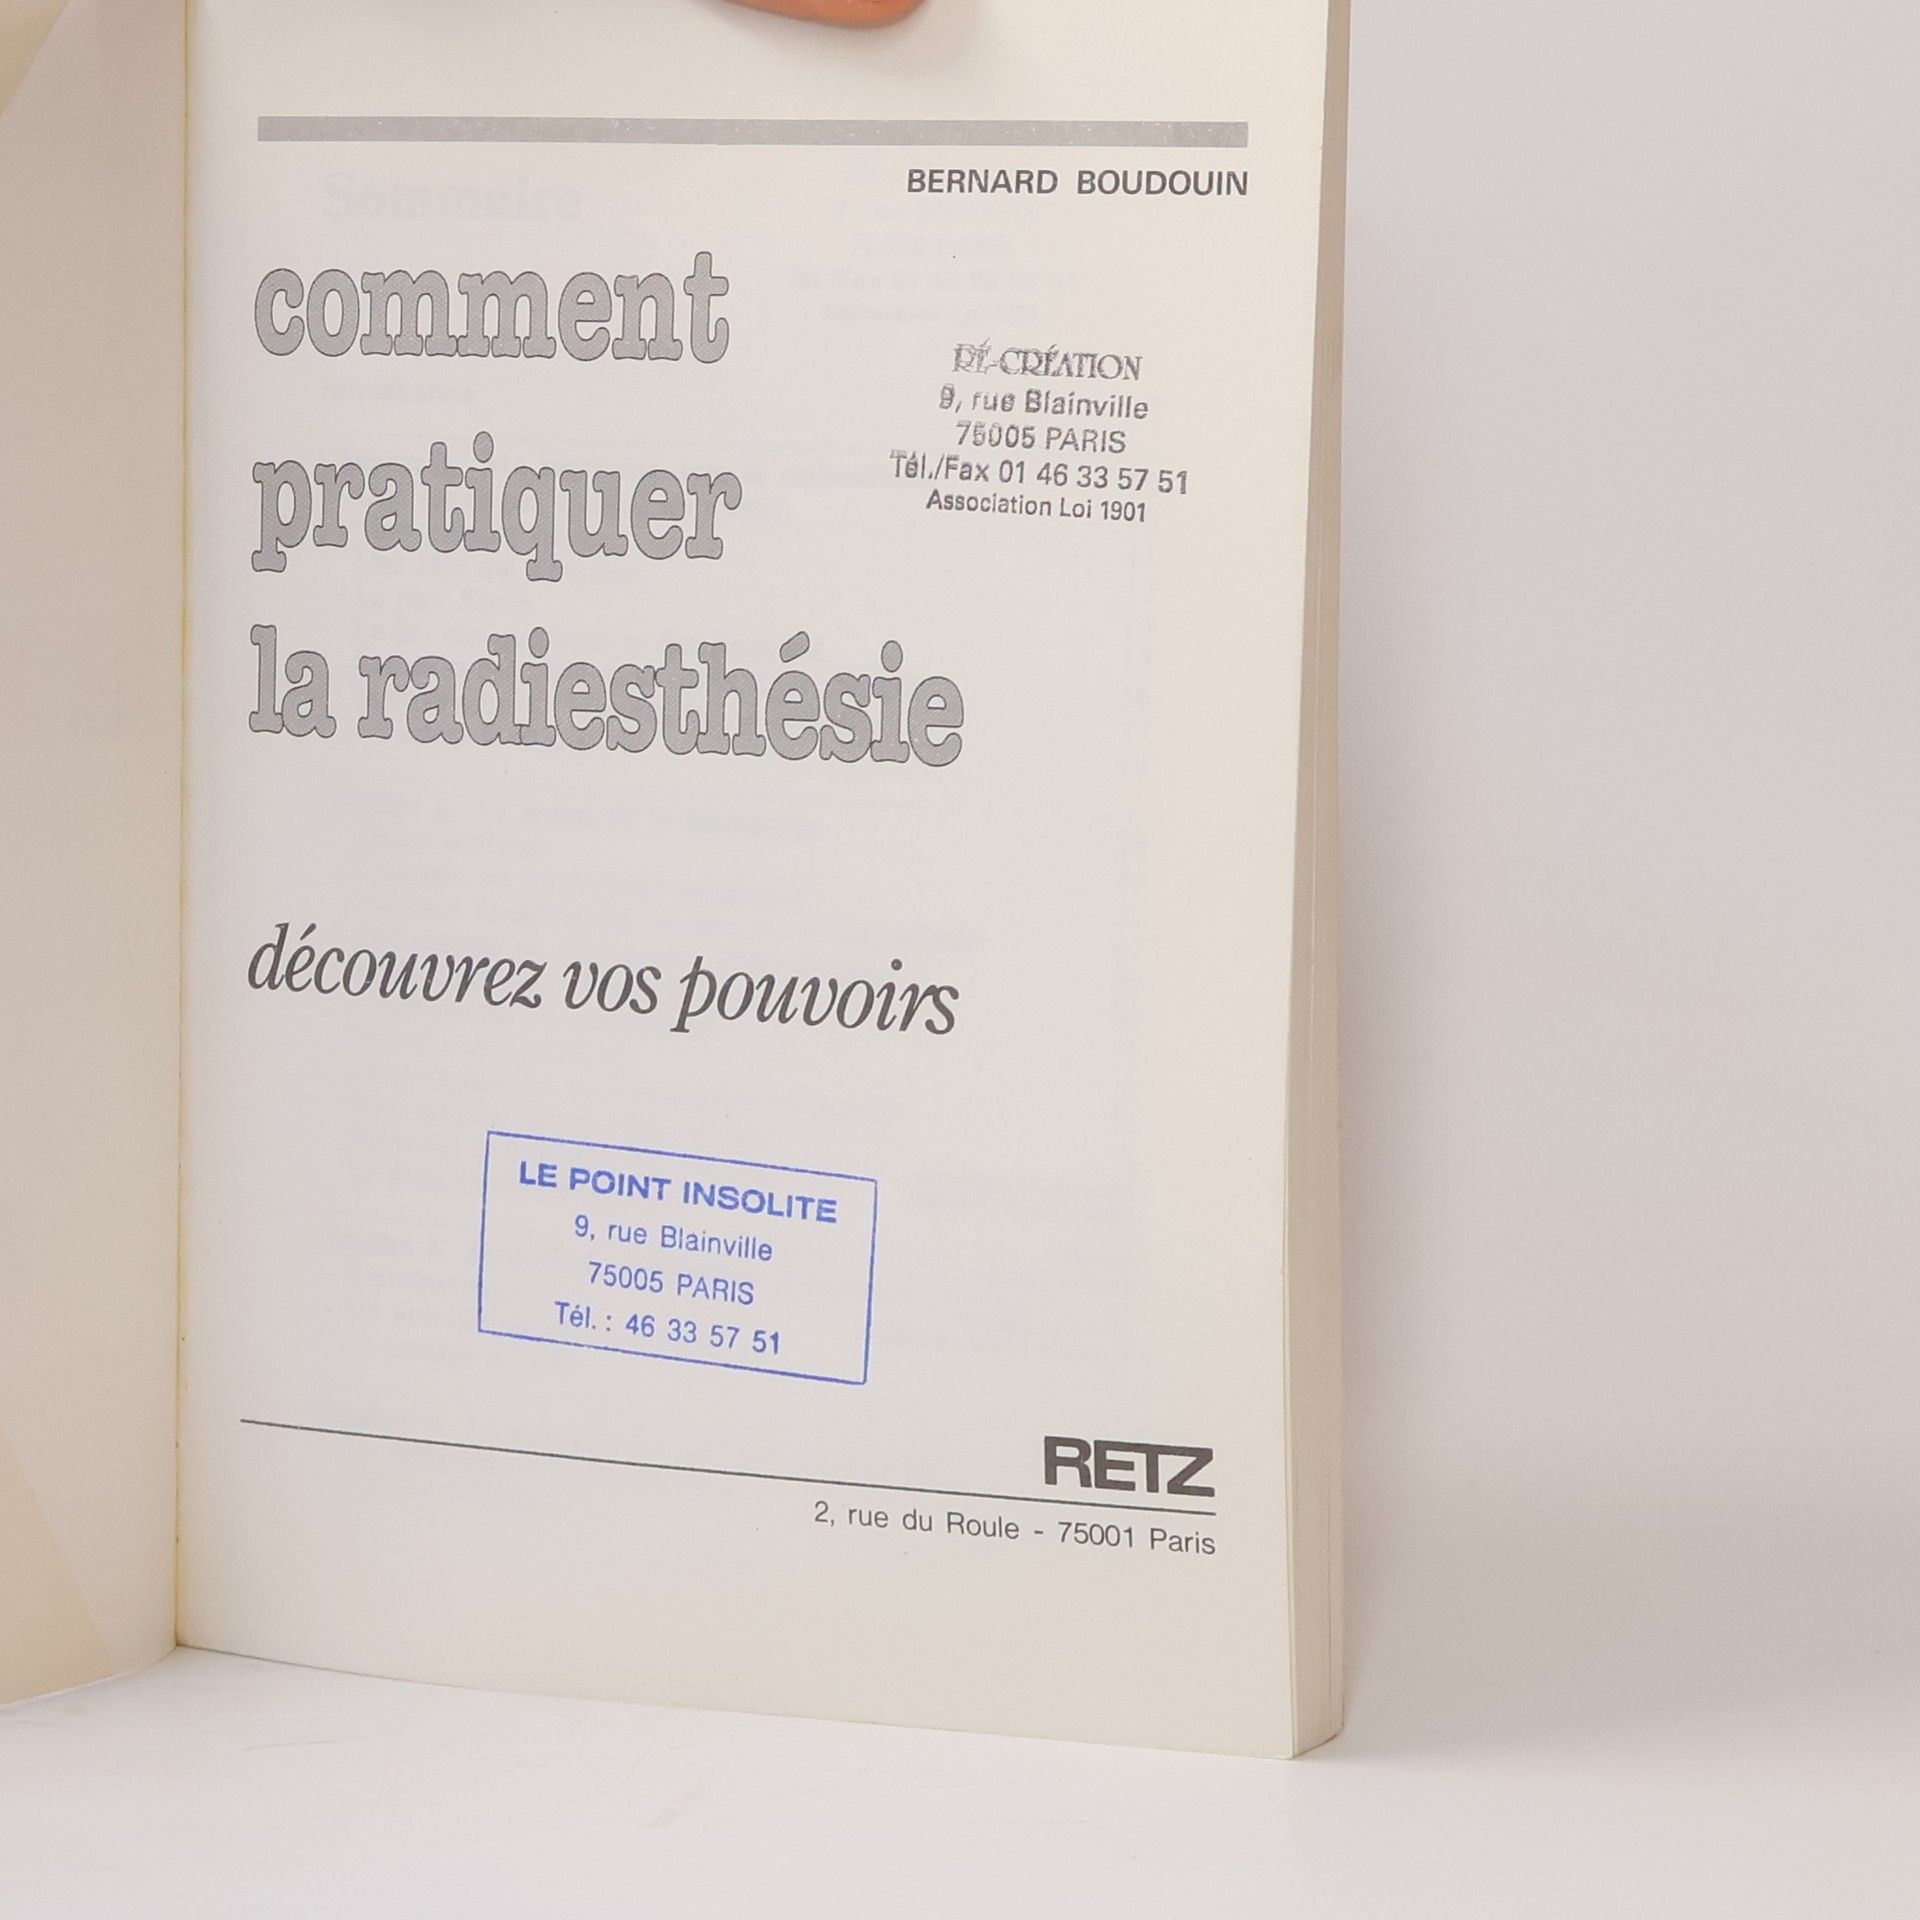 BERNARD BOUDOUIN
comment
pratiquer
la radiesthésie
RÉ-CRÉATION
9, rue Blainville
75005 PARIS
Tél./Fax 01 46 33 57 51
Association Loi 1901
découvrez vos pouvoirs
LE POINT INSOLITE
9, rue Blainville
75005 PARIS
Tél. : 46 33 57 51
RETZ
2, rue du Roule - 75001 Paris
Sommaire